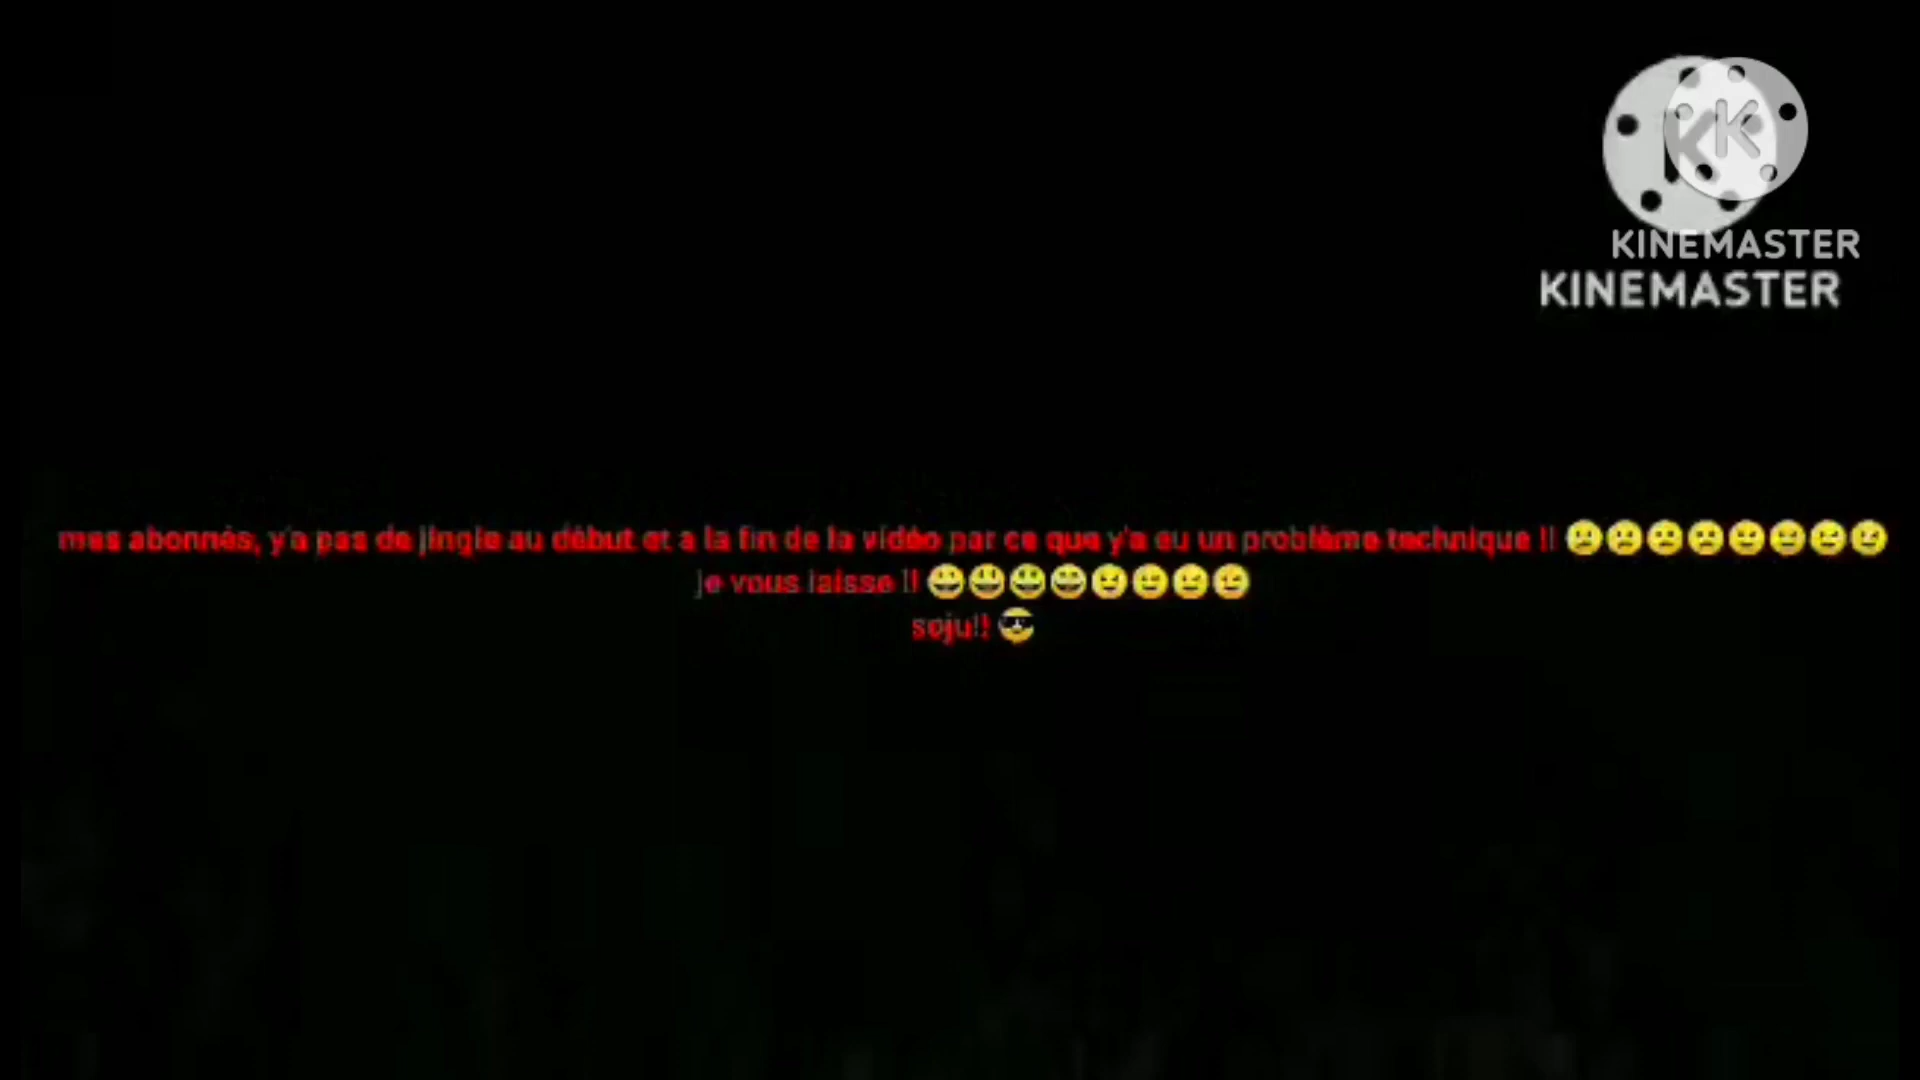 K
K
KINEMASTER
KINEMASTER
mes abonnés, y'a pas de jingle au début et a la fin de la vidéo par ce que y'a eu un problème technique !!
je vous laisse !!
soju!!